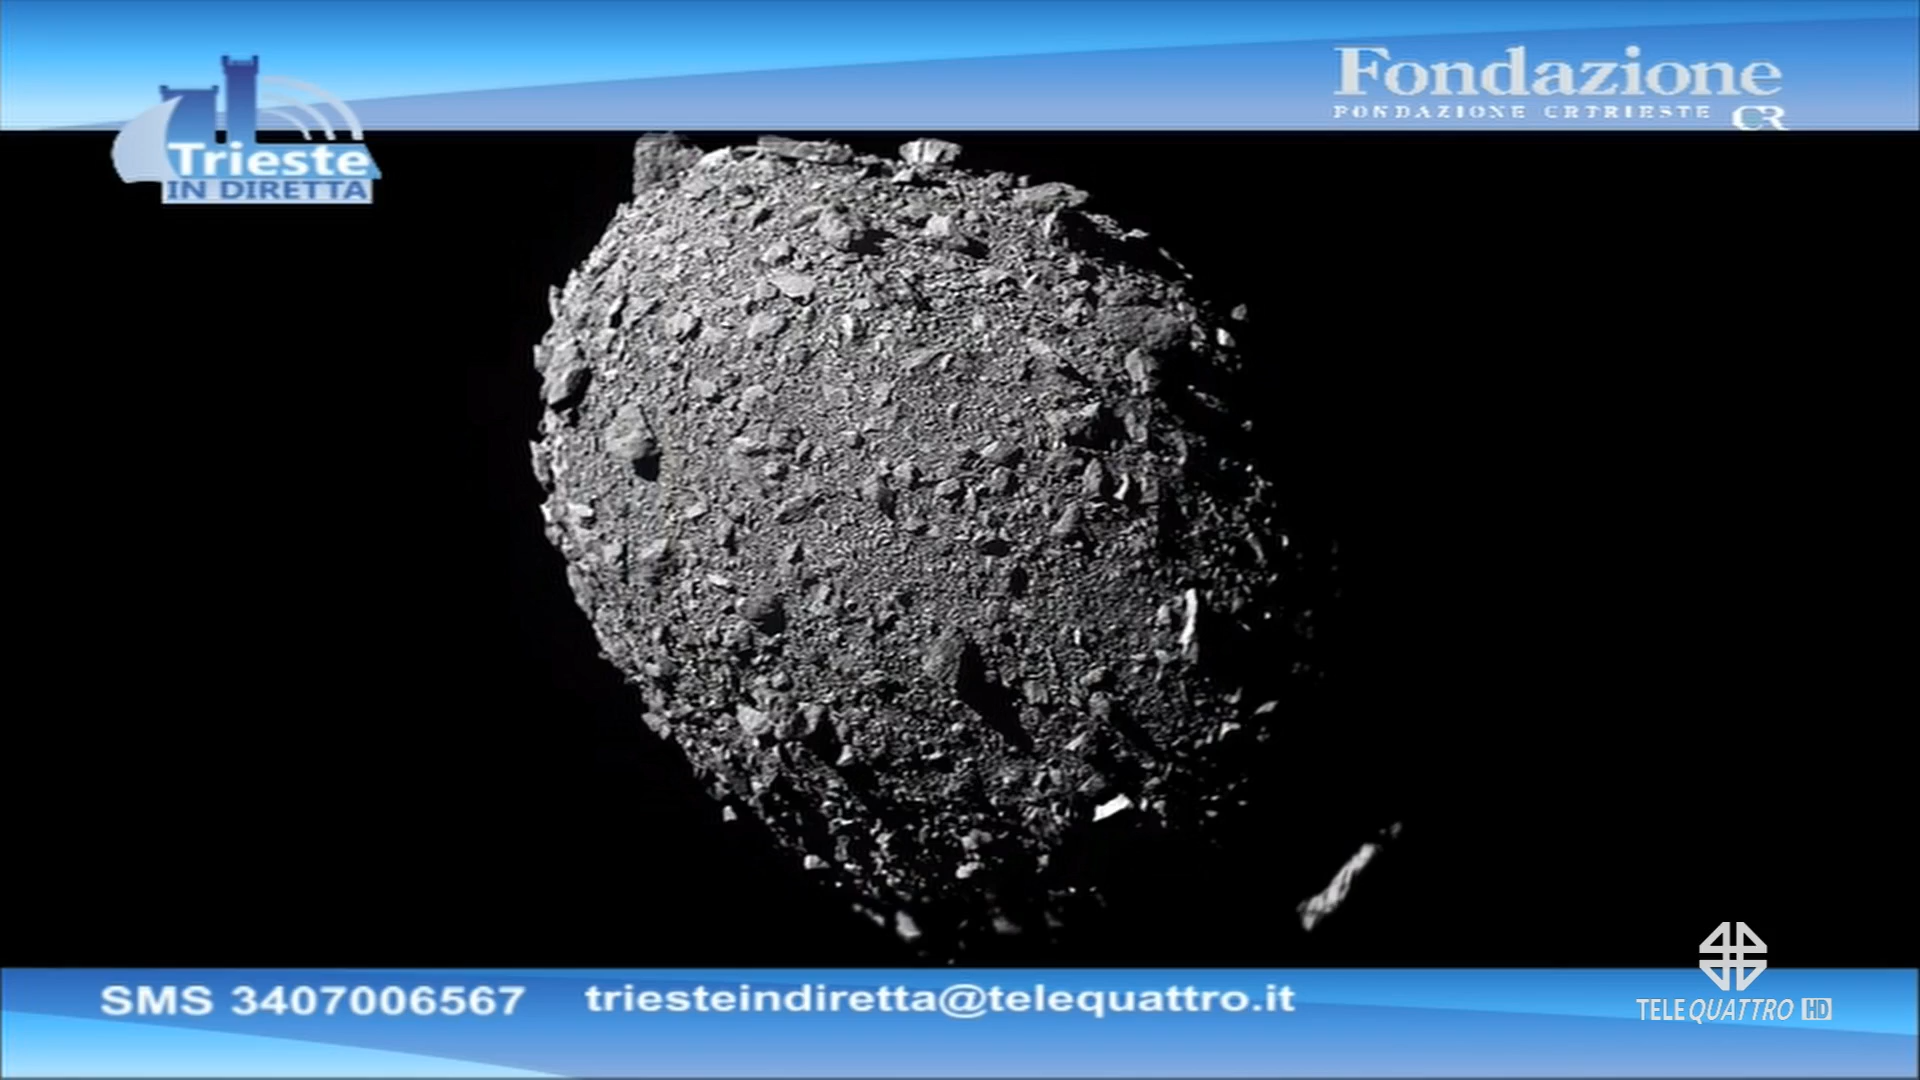 Fondazione
FONDAZIONE CRTRIESTE
CR
Trieste
IN DIRETTA
SMS 3407006567 triesteindiretta@telequattro.it
TELEQUATTRO HD